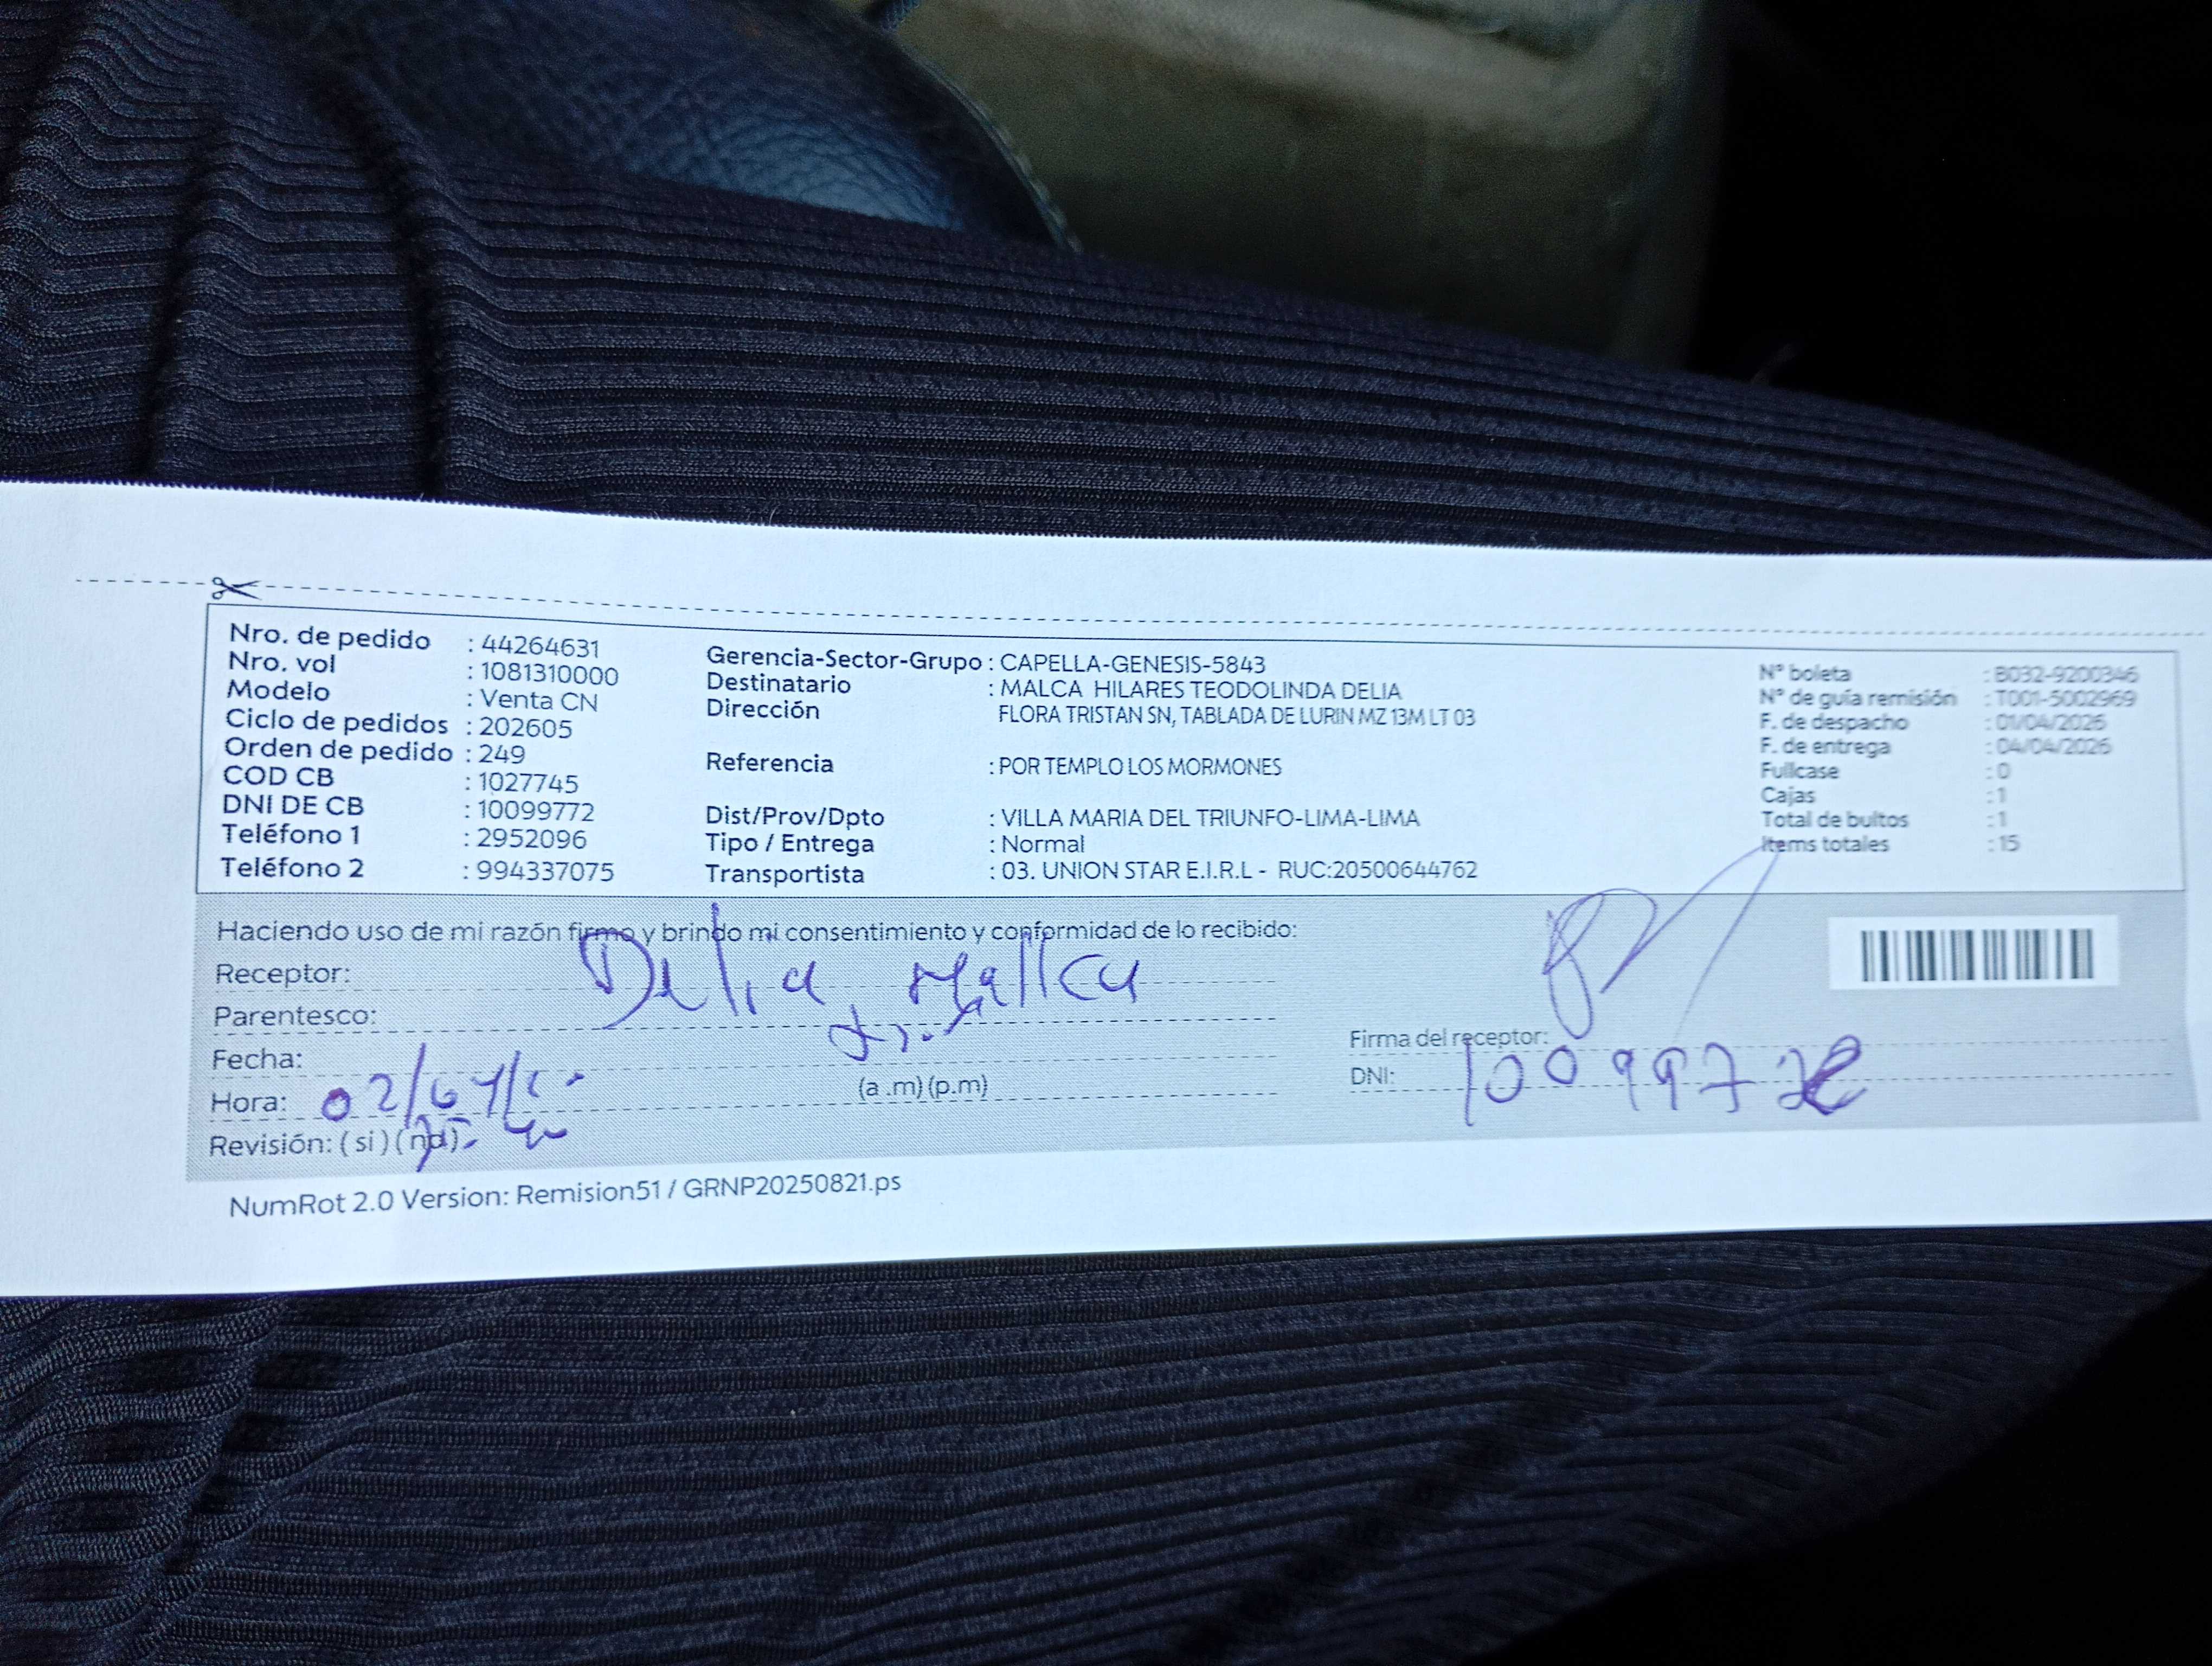 Nro. de pedido : 44264631
Nro. vol : 1081310000
Modelo : Venta CN
Ciclo de pedidos : 202605
Orden de pedido : 249
COD CB : 1027745
DNI DE CB : 10099772
Teléfono 1 : 2952096
Teléfono 2 : 994337075
Gerencia-Sector-Grupo : CAPELLA-GENESIS-5843
Destinatario : MALCA HILARES TEODOLINDA DELIA
Dirección FLORA TRISTAN SN, TABLADA DE LURIN MZ 13M LT 03
Referencia : POR TEMPLO LOS MORMONES
Dist/Prov/Dpto : VILLA MARIA DEL TRIUNFO-LIMA-LIMA
Tipo / Entrega : Normal
Transportista : 03. UNION STAR E.I.R.L - RUC:20500644762
N° boleta : B032-9200346
N° de guía remisión : T001-5002969
F. de despacho : 01/04/2026
F. de entrega : 04/04/2026
Fullcase : 0
Cajas : 1
Total de bultos : 1
Items totales : 15
Haciendo uso de mi razón firmo y brindo mi consentimiento y conformidad de lo recibido:
Receptor: Delia Malca
Parentesco:
Fecha:
Hora: (a .m) (p.m)
Revisión: ( si ) ( no )
Firma del receptor:
DNI:
NumRot 2.0 Version: Remision51 / GRNP20250821.ps